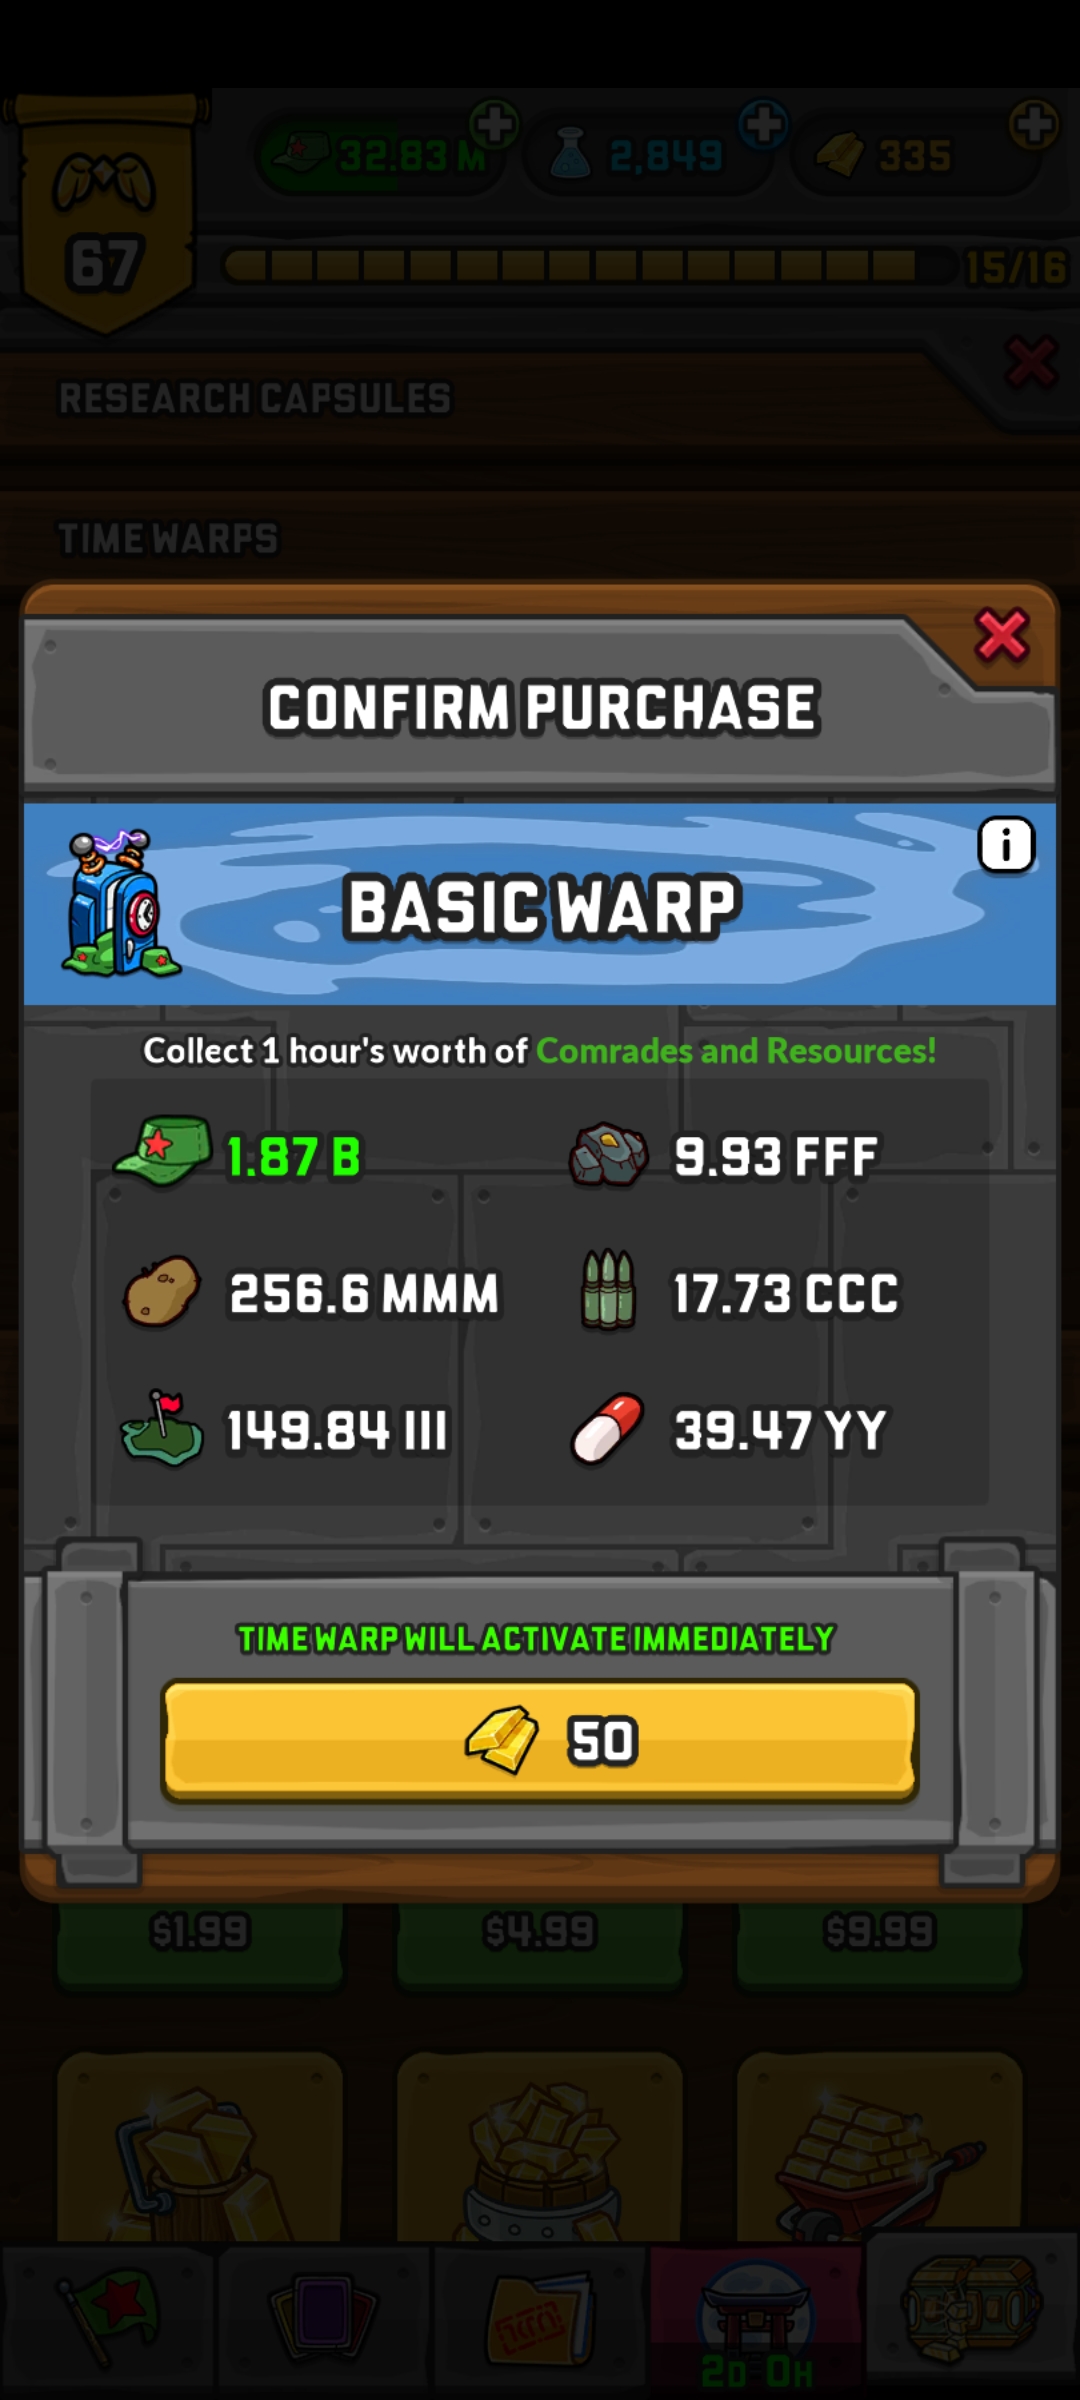 32.83 M
2,849
335
67
15/16
RESEARCH CAPSULES
TIME WARPS
CONFIRM PURCHASE
BASIC WARP
i
Collect 1 hour's worth of Comrades and Resources!
1.87 B
9.93 FFF
256.6 MMM
17.73 CCC
149.84 III
39.47 YY
TIME WARP WILL ACTIVATE IMMEDIATELY
50
$1.99
$4.99
$9.99
2D 0H